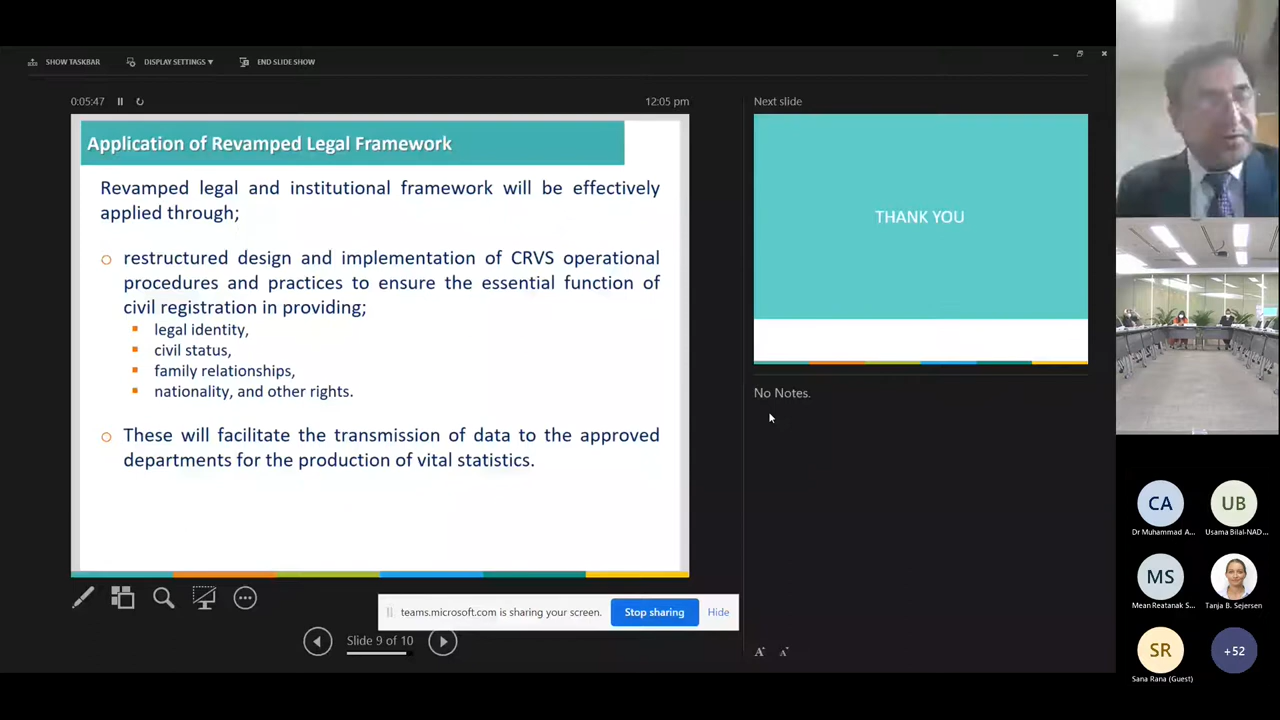 SHOW TASKBAR
DISPLAY SETTINGS ▼
END SLIDE SHOW
0:05:47
12:05 pm
Next slide
Application of Revamped Legal Framework
Revamped legal and institutional framework will be effectively
applied through;
restructured design and implementation of CRVS operational
procedures and practices to ensure the essential function of
civil registration in providing;
legal identity,
civil status,
family relationships,
nationality, and other rights.
These will facilitate the transmission of data to the approved
departments for the production of vital statistics.
THANK YOU
No Notes.
teams.microsoft.com is sharing your screen.
Stop sharing
Hide
Slide 9 of 10
A
A
CA
Dr Muhammad A...
UB
Usama Bilal-NAD...
MS
Mean Reatanak S...
Tanja B. Sejersen
SR
Sana Rana (Guest)
+52